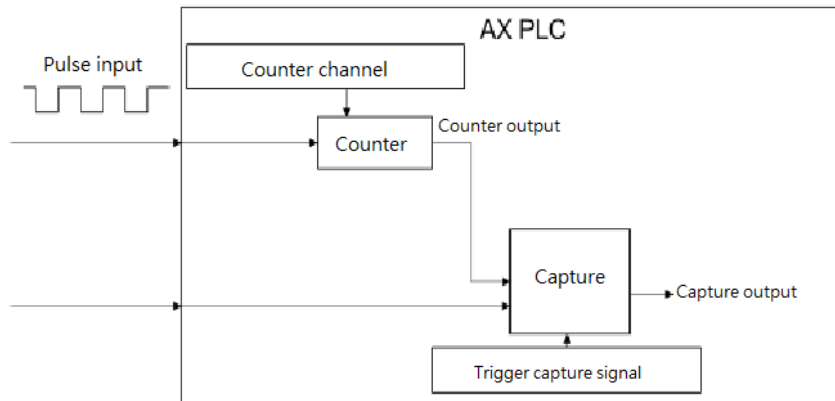 AX PLC
Pulse input
Counter channel
Counter output
Counter
Capture
Capture output
Trigger capture signal